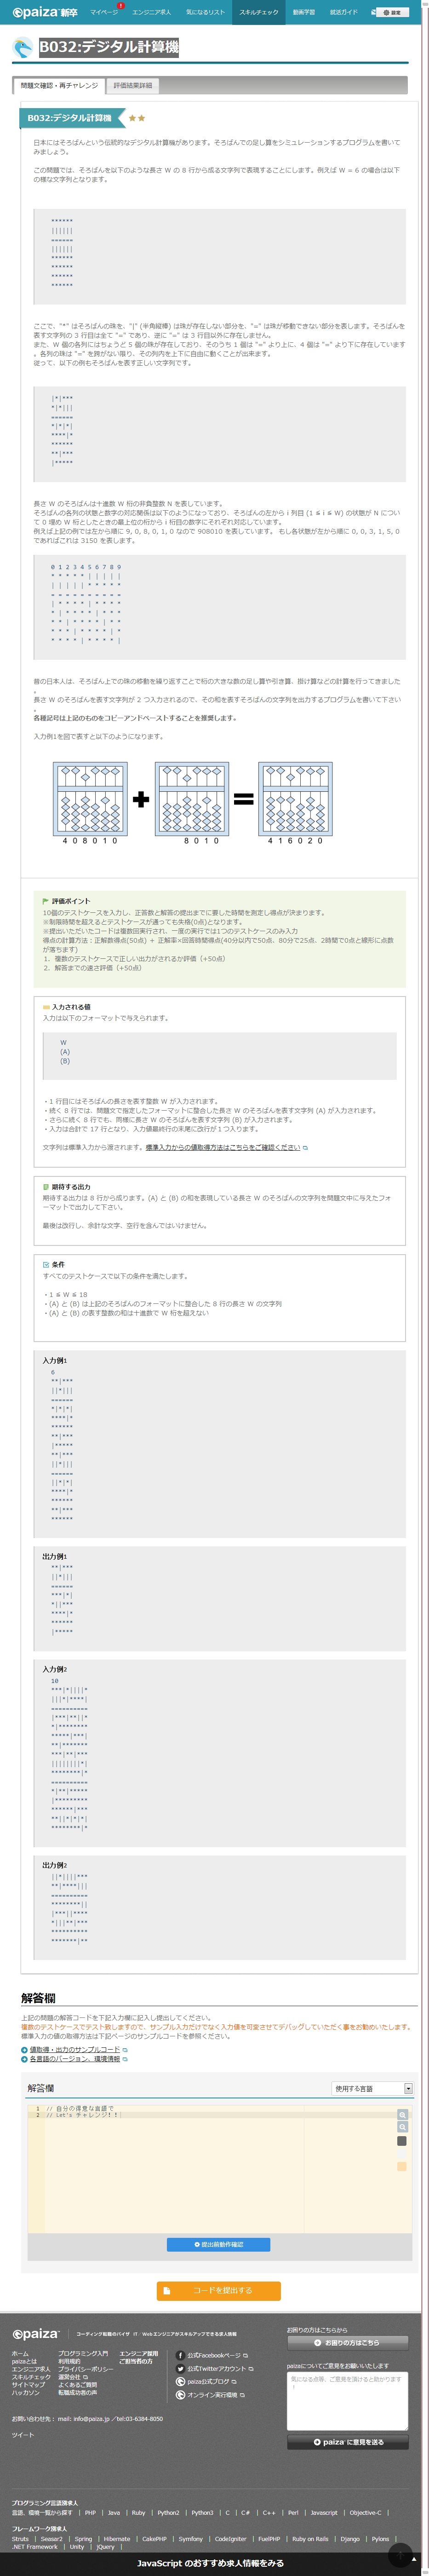 paiza新卒
マイページ
エンジニア求人
気になるリスト
スキルチェック
動画学習
就活ガイド
B032:デジタル計算機
問題文確認・再チャレンジ
評価結果詳細
B032:デジタル計算機
日本にはそろばんという伝統的なデジタル計算機があります。そろばんでの足し算をシミュレーションするプログラムを書いて
みましょう。
この問題では、そろばんを以下のような長さ W の 8 行から成る文字列で表現することにします。例えば W = 6 の場合は以下
の様な文字列となります。
******
||||||
======
||||||
******
******
******
******
ここで、"*" はそろばんの珠を、"|" (半角縦棒) は珠が存在しない部分を、"=" は珠が移動できない部分を表します。そろばんを
表す文字列の 3 行目は全て "=" であり、逆に "=" は 3 行目以外に存在しません。
また、W 個の各列にはちょうど 5 個の珠が存在しており、そのうち 1 個は "=" より上に、4 個は "=" より下に存在しています
。各列の珠は "=" を跨がない限り、その列内を上下に自由に動くことが出来ます。
従って、以下の例もそろばんを表す正しい文字列です。
|*|***
*|*|||
======
*|*|*|
****|*
******
**|***
|*****
長さ W のそろばんは十進数 W 桁の非負整数 N を表しています。
そろばんの各列の状態と数字の対応関係は以下のようになっており、そろばんの左から i 列目 (1 ≦ i ≦ W) の状態が N につい
て 0 埋め W 桁としたときの最上位の桁から i 桁目の数字にそれぞれ対応しています。
例えば上記の例では左から順に 9, 0, 8, 0, 1, 0 なので 908010 を表しています。 もし各状態が左から順に 0, 0, 3, 1, 5, 0
であればこれは 3150 を表します。
0 1 2 3 4 5 6 7 8 9
* * * * * | | | | |
| | | | | * * * * *
= = = = = = = = = =
| * * * * | * * * *
* | * * * * | * * *
* * | * * * * | * *
* * * | * * * * | *
* * * * | * * * * |
昔の日本人は、そろばん上での珠の移動を繰り返すことで桁の大きな数の足し算や引き算、掛け算などの計算を行ってきました
。
長さ W のそろばんを表す文字列が 2 つ入力されるので、その和を表すそろばんの文字列を出力するプログラムを書いて下さい
。
各種記号は上記のものをコピーアンドペーストすることを推奨します。
入力例1を図で表すと以下のようになります。
4 0 8 0 1 0
8 0 1 0
4 1 6 0 2 0
評価ポイント
10個のテストケースを入力し、正答数と解答の提出までに要した時間を測定し得点が決まります。
※制限時間を超えるとテストケースが通っても失格(0点)となります。
※提出いただいたコードは複数回実行され、一度の実行では1つのテストケースのみ入力
得点の計算方法：正解数得点(50点) ＋ 正解率×回答時間得点(40分以内で50点、80分で25点、2時間で0点と線形に点数
が落ちます)
1．複数のテストケースで正しい出力がされるか評価（+50点）
2．解答までの速さ評価（+50点）
入力される値
入力は以下のフォーマットで与えられます。
W
(A)
(B)
・1 行目にはそろばんの長さを表す整数 W が入力されます。
・続く 8 行では、問題文で指定したフォーマットに整合した長さ W のそろばんを表す文字列 (A) が入力されます。
・さらに続く 8 行でも、同様に長さ W のそろばんを表す文字列 (B) が入力されます。
・入力は合計で 17 行となり、入力値最終行の末尾に改行が 1 つ入ります。
文字列は標準入力から渡されます。標準入力からの値取得方法はこちらをご確認ください
期待する出力
期待する出力は 8 行から成ります。(A) と (B) の和を表現している長さ W のそろばんの文字列を問題文中に与えたフォ
ーマットで出力して下さい。
最後は改行し、余計な文字、空行を含んではいけません。
条件
すべてのテストケースで以下の条件を満たします。
・1 ≦ W ≦ 18
・(A) と (B) は上記のそろばんのフォーマットに整合した 8 行の長さ W の文字列
・(A) と (B) の表す整数の和は十進数で W 桁を超えない
入力例1
6
**|***
||*|||
======
*|*|*|
****|*
******
**|***
|*****
**|***
||*|||
======
||*|*|
****|*
******
**|***
******
出力例1
**|***
||*|||
======
***|*|
*||***
****|*
******
|*****
入力例2
10
出力例2
解答欄
上記の問題の解答コードを下記入力欄に記入し提出してください。
複数のテストケースでテスト致しますので、サンプル入力だけでなく入力値を可変させてデバッグしていただく事をお勧めいたします。
標準入力の値の取得方法は下記ページのサンプルコードを参照ください。
値取得・出力のサンプルコード
各言語のバージョン、環境情報
解答欄
使用する言語
1 // 自分の得意な言語で
2 // Let's チャレンジ！！
提出前動作確認
コードを提出する
paiza
コーディング転職のパイザ IT/Webエンジニアがスキルアップできる求人情報
ホーム
paizaとは
エンジニア求人
スキルチェック
サイトマップ
ハッカソン
プログラミング入門
利用規約
プライバシーポリシー
運営会社
よくあるご質問
転職成功者の声
エンジニア採用
ご担当者の方
公式Facebookページ
公式Twitterアカウント
paiza公式ブログ
オンライン実行環境
お困りの方はこちらから
お困りの方はこちら
paizaについてご意見をお願いいたします
気になる点等、ご意見を頂けると助かります
！
paiza に意見を送る
お問い合わせ先： mail: info@paiza.jp ／tel:03-6384-8050
ツイート
プログラミング言語別求人
言語、環境一覧から探す | PHP | Java | Ruby | Python2 | Python3 | C | C# | C++ | Perl | Javascript | Objective-C |
フレームワーク別求人
Struts | Seasar2 | Spring | Hibernate | CakePHP | Symfony | CodeIgniter | FuelPHP | Ruby on Rails | Django | Pylons |
.NET Framework | Unity | jQuery |
JavaScript のおすすめ求人情報をみる